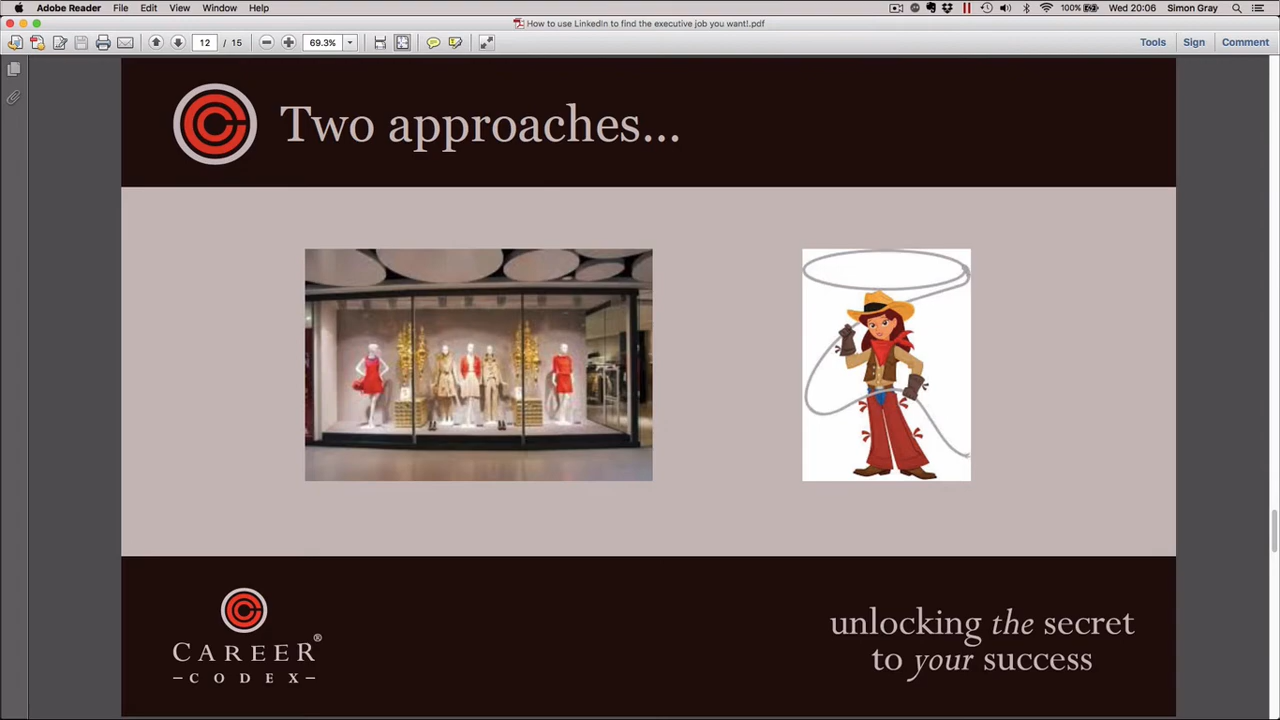 Adobe Reader File Edit View Window Help
100% Wed 20:06 Simon Gray
How to use LinkedIn to find the executive job you want!.pdf
12 / 15 69.3% Tools Sign Comment
Two approaches...
CAREER®
CODEX
unlocking the secret
to your success